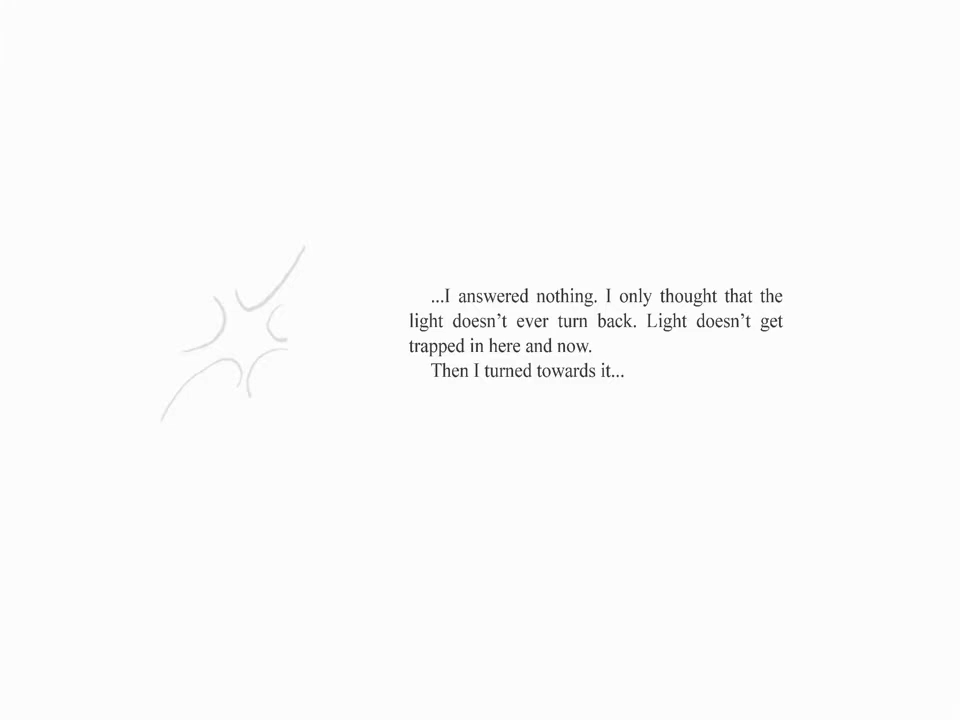 ...I answered nothing. I only thought that the
light doesn’t ever turn back. Light doesn’t get
trapped in here and now.
Then I turned towards it...